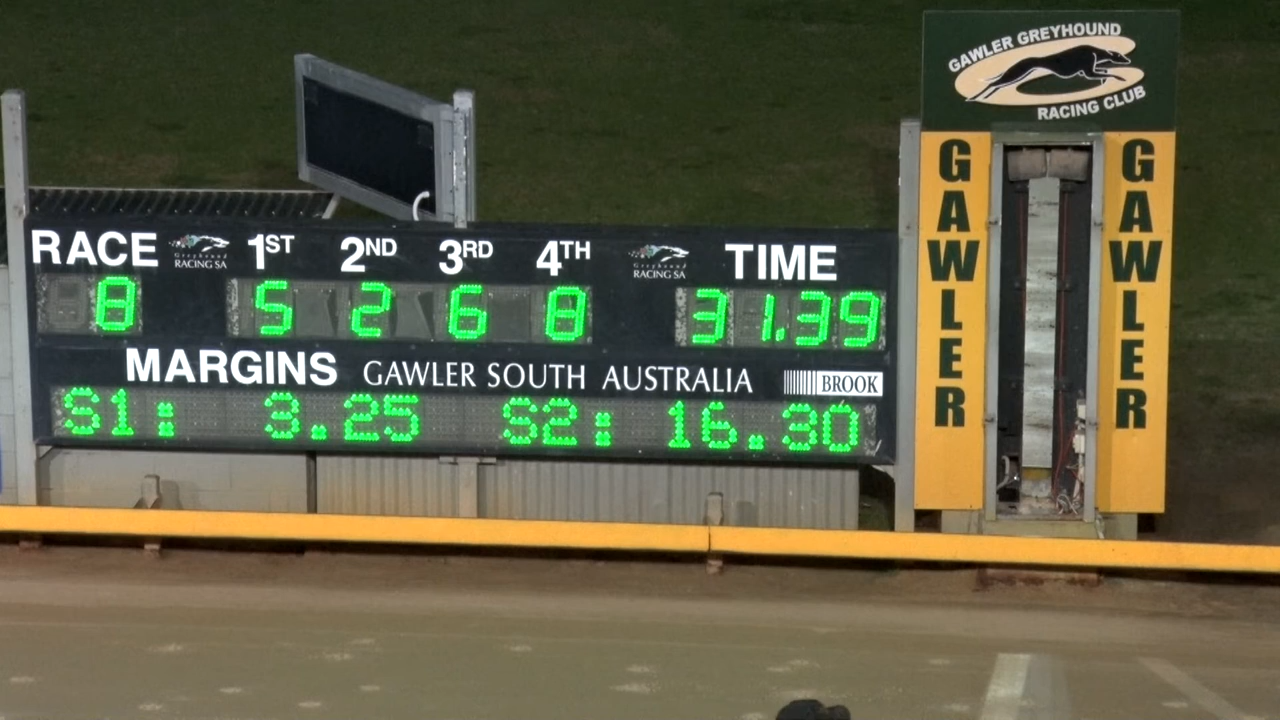 GAWLER GREYHOUND
RACING CLUB
GAWLER
GAWLER
RACE 1ST 2ND 3RD 4TH TIME
Greyhound
RACING SA
Greyhound
RACING SA
8 5 2 6 8 31.39
MARGINS GAWLER SOUTH AUSTRALIA BROOK
S1: 3.25 S2: 16.30